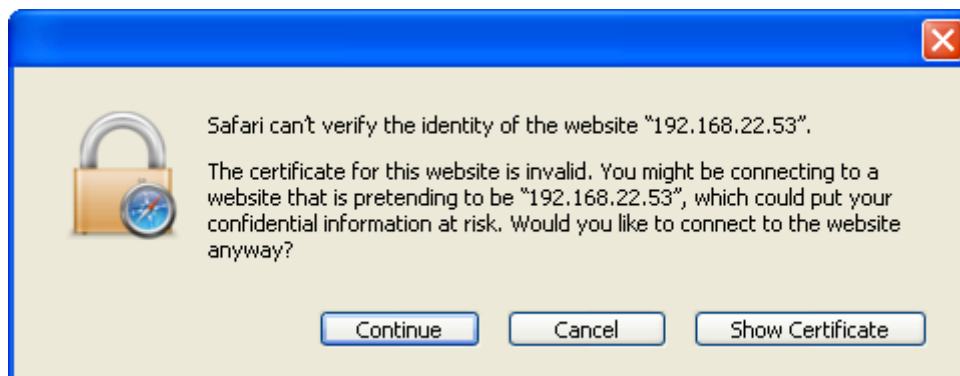 Safari can't verify the identity of the website "192.168.22.53".
The certificate for this website is invalid. You might be connecting to a
website that is pretending to be "192.168.22.53", which could put your
confidential information at risk. Would you like to connect to the website
anyway?
Continue Cancel Show Certificate